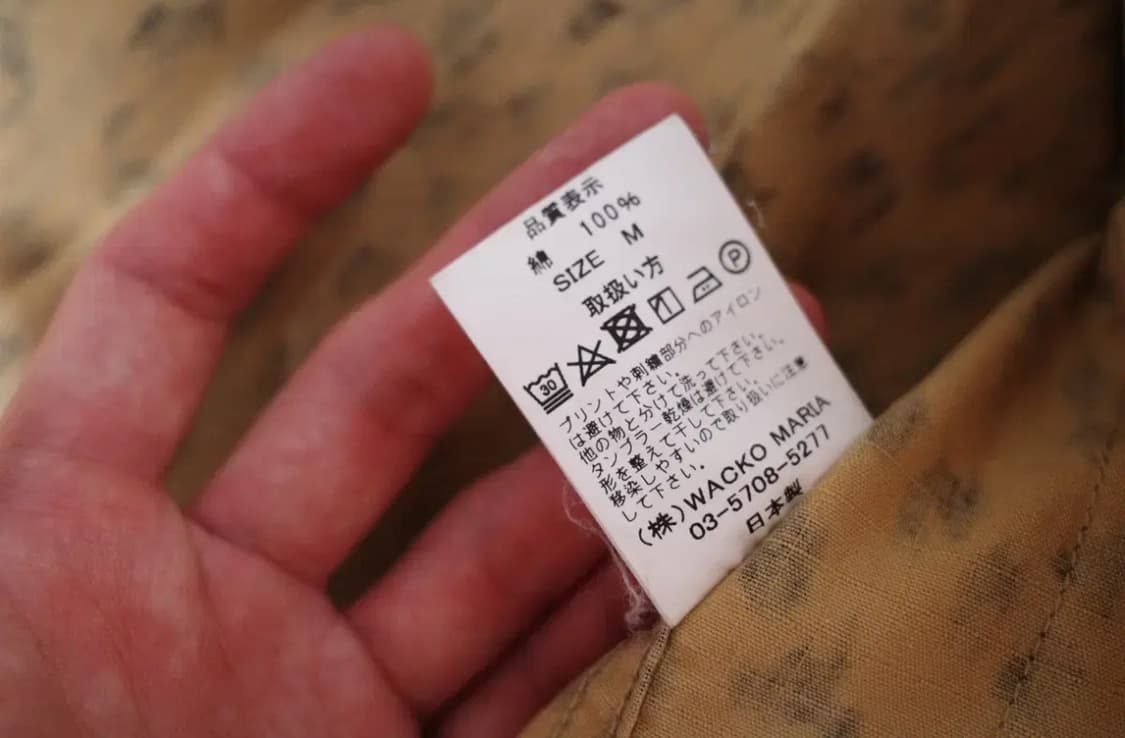 品質表示
綿 100%
SIZE M
取扱い方
30 P
プリントや刺繍部分へのアイロン
は避けて下さい。
他の物と分けて洗って下さい。
タンブラー乾燥は避けて下さい。
形を整えて干して下さい。
移染しやすいので取り扱いに注意
して下さい。
(株)WACKO MARIA
03-5708-5277
日本製